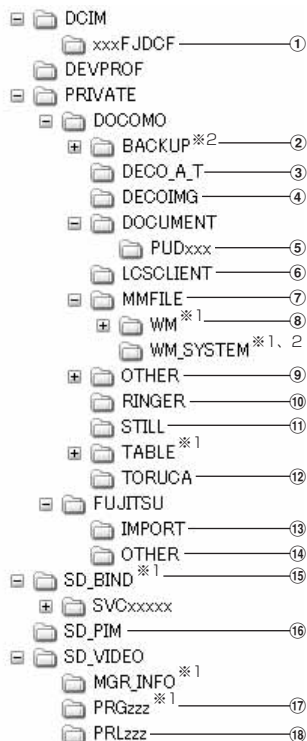 DCIM
xxxFJDCF ①
DEVPROF
PRIVATE
DOCOMO
BACKUP※2 ②
DECO_A_T ③
DECOIMG ④
DOCUMENT
PUDxxx ⑤
LCSCLIENT ⑥
MMFILE ⑦
WM※1 ⑧
WM_SYSTEM※1、2
OTHER ⑨
RINGER ⑩
STILL ⑪
TABLE※1
TORUCA ⑫
FUJITSU
IMPORT ⑬
OTHER ⑭
SD_BIND※1 ⑮
SVCxxxxx
SD_PIM ⑯
SD_VIDEO
MGR_INFO※1
PRGzzz※1 ⑰
PRLzzz ⑱